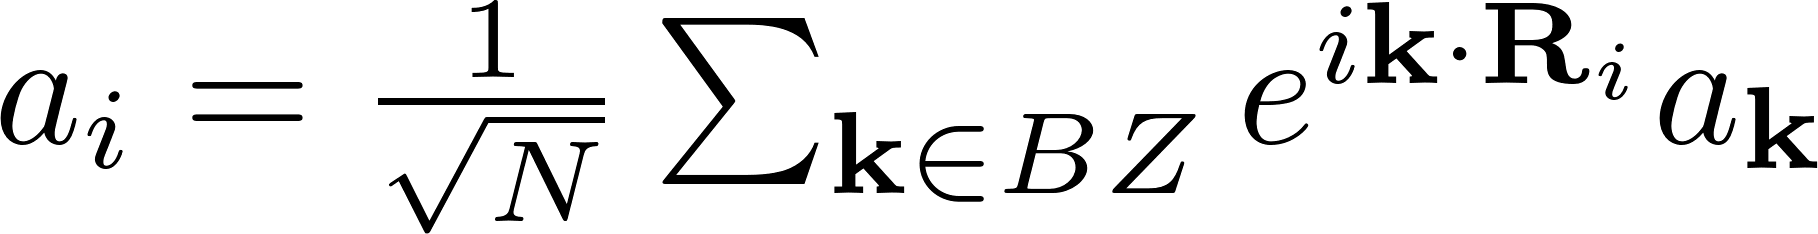 $a_i = \frac{1}{\sqrt{N}} \sum_{\mathbf{k} \in BZ} e^{i\mathbf{k} \cdot \mathbf{R}_i} a_{\mathbf{k}}$